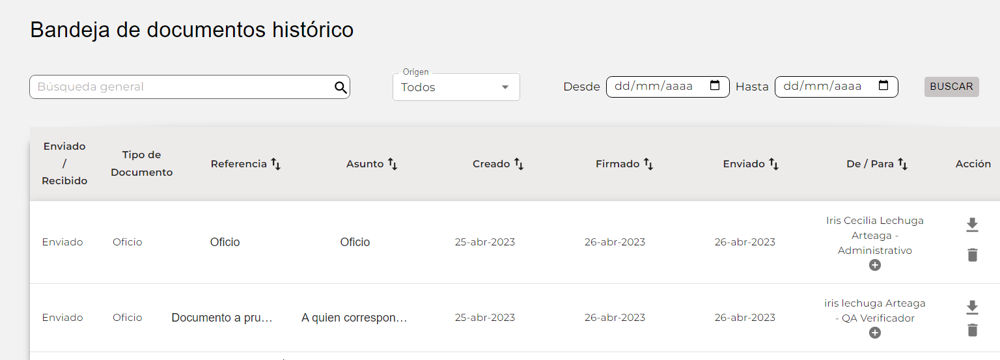 Bandeja de documentos histórico
Origen
Búsqueda general
Todos
Desde dd/mm/aaaa Hasta dd/mm/aaaa BUSCAR
Enviado
/
Recibido
Tipo de
Documento
Referencia
Asunto
Creado
Firmado
Enviado
De / Para
Acción
Enviado
Oficio
Oficio
Oficio
25-abr-2023
26-abr-2023
26-abr-2023
Iris Cecilia Lechuga
Arteaga -
Administrativo
Enviado
Oficio
Documento a pru…
A quien correspon…
25-abr-2023
26-abr-2023
26-abr-2023
iris lechuga Arteaga
- QA Verificador